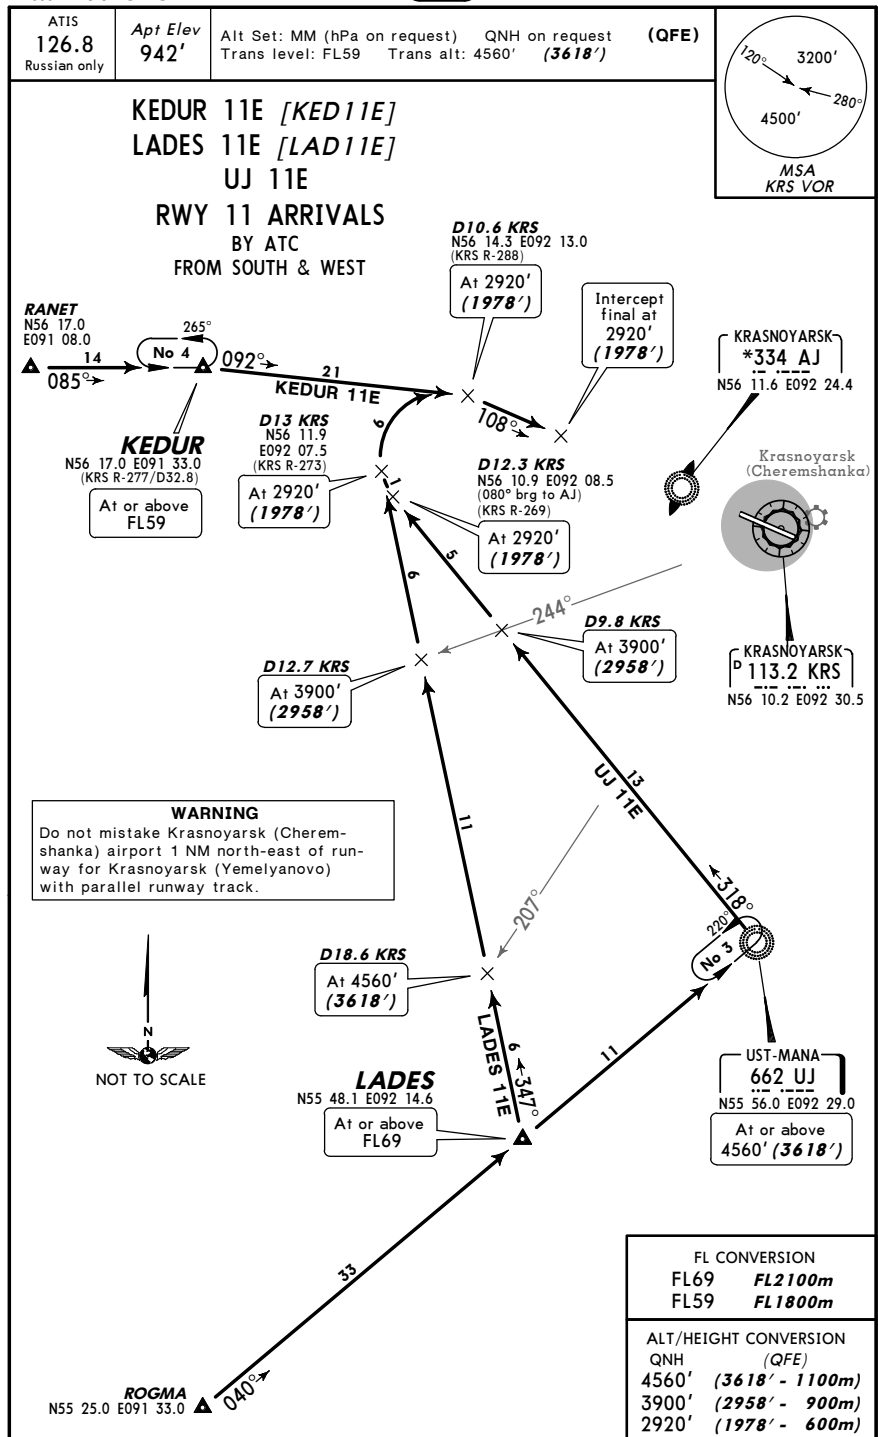 ATIS
126.8
Russian only
Apt Elev
942'
Alt Set: MM (hPa on request) QNH on request (QFE)
Trans level: FL59 Trans alt: 4560' (3618')
120°
3200'
280°
4500'
MSA
KRS VOR
KEDUR 11E [KED11E]
LADES 11E [LAD11E]
UJ 11E
RWY 11 ARRIVALS
BY ATC
FROM SOUTH & WEST
D10.6 KRS
N56 14.3 E092 13.0
(KRS R-288)
At 2920'
(1978')
Intercept
final at
2920'
(1978')
RANET
N56 17.0
E091 08.0
14
085°
265°
No 4
092°
21
KEDUR 11E
108°
KRASNOYARSK
*334 AJ
N56 11.6 E092 24.4
KEDUR
N56 17.0 E091 33.0
(KRS R-277/D32.8)
At or above
FL59
D13 KRS
N56 11.9
E092 07.5
(KRS R-273)
At 2920'
(1978')
6
1
D12.3 KRS
N56 10.9 E092 08.5
(080° brg to AJ)
(KRS R-269)
At 2920'
(1978')
Krasnoyarsk
(Cheremshanka)
6
5
244°
D12.7 KRS
At 3900'
(2958')
D9.8 KRS
At 3900'
(2958')
KRASNOYARSK
D 113.2 KRS
N56 10.2 E092 30.5
13
UJ 11E
11
WARNING
Do not mistake Krasnoyarsk (Cherem-
shanka) airport 1 NM north-east of run-
way for Krasnoyarsk (Yemelyanovo)
with parallel runway track.
207°
318°
220°
No 3
D18.6 KRS
At 4560'
(3618')
N
NOT TO SCALE
LADES 11E
6
347°
11
LADES
N55 48.1 E092 14.6
At or above
FL69
UST-MANA
662 UJ
N55 56.0 E092 29.0
At or above
4560' (3618')
33
ROGMA
N55 25.0 E091 33.0
040°
FL CONVERSION
FL69 FL2100m
FL59 FL1800m
ALT/HEIGHT CONVERSION
QNH (QFE)
4560' (3618' - 1100m)
3900' (2958' - 900m)
2920' (1978' - 600m)